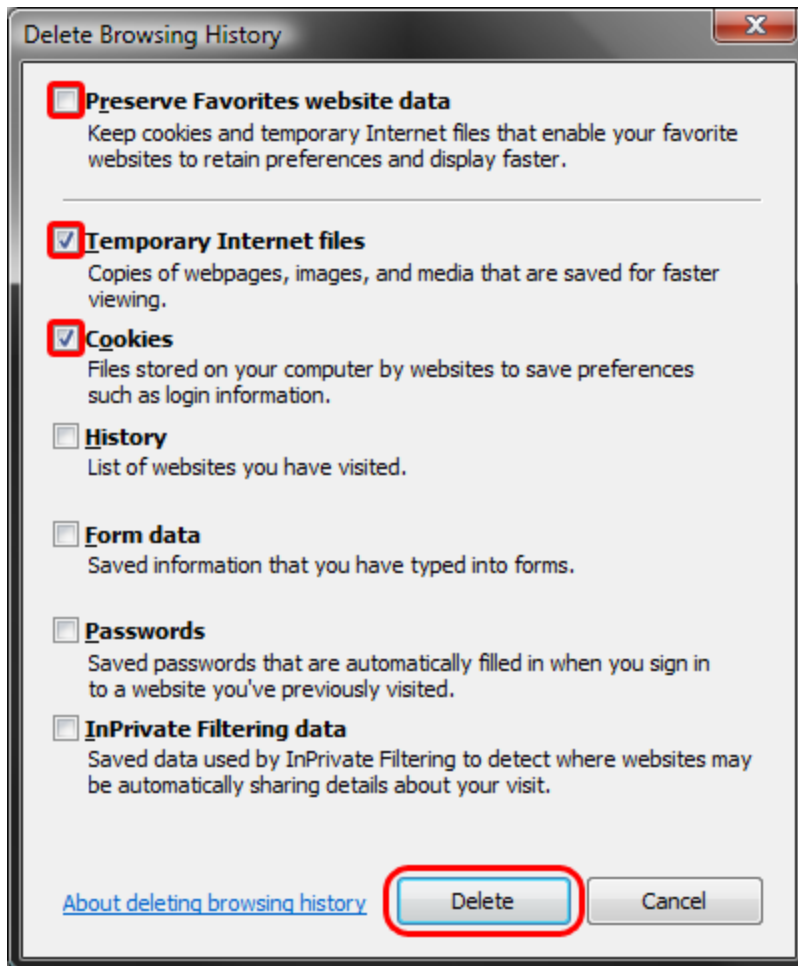 Delete Browsing History
Preserve Favorites website data
Keep cookies and temporary Internet files that enable your favorite
websites to retain preferences and display faster.
Temporary Internet files
Copies of webpages, images, and media that are saved for faster
viewing.
Cookies
Files stored on your computer by websites to save preferences
such as login information.
History
List of websites you have visited.
Form data
Saved information that you have typed into forms.
Passwords
Saved passwords that are automatically filled in when you sign in
to a website you've previously visited.
InPrivate Filtering data
Saved data used by InPrivate Filtering to detect where websites may
be automatically sharing details about your visit.
About deleting browsing history Delete Cancel